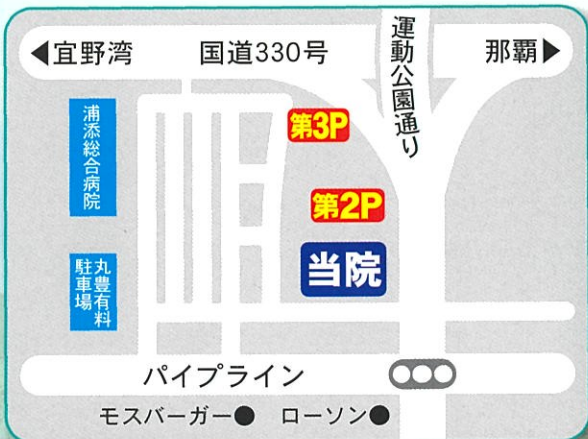 ◀宜野湾
国道330号
那覇▶
運動公園通り
浦添総合病院
第3P
第2P
当院
丸豊有料
駐車場
パイプライン
モスバーガー●
ローソン●